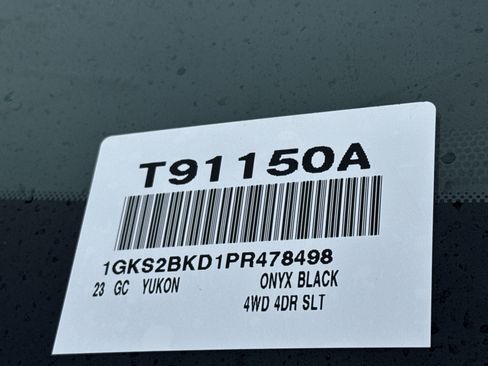 T91150A
1GKS2BKD1PR478498
23 GC YUKON ONYX BLACK
4WD 4DR SLT